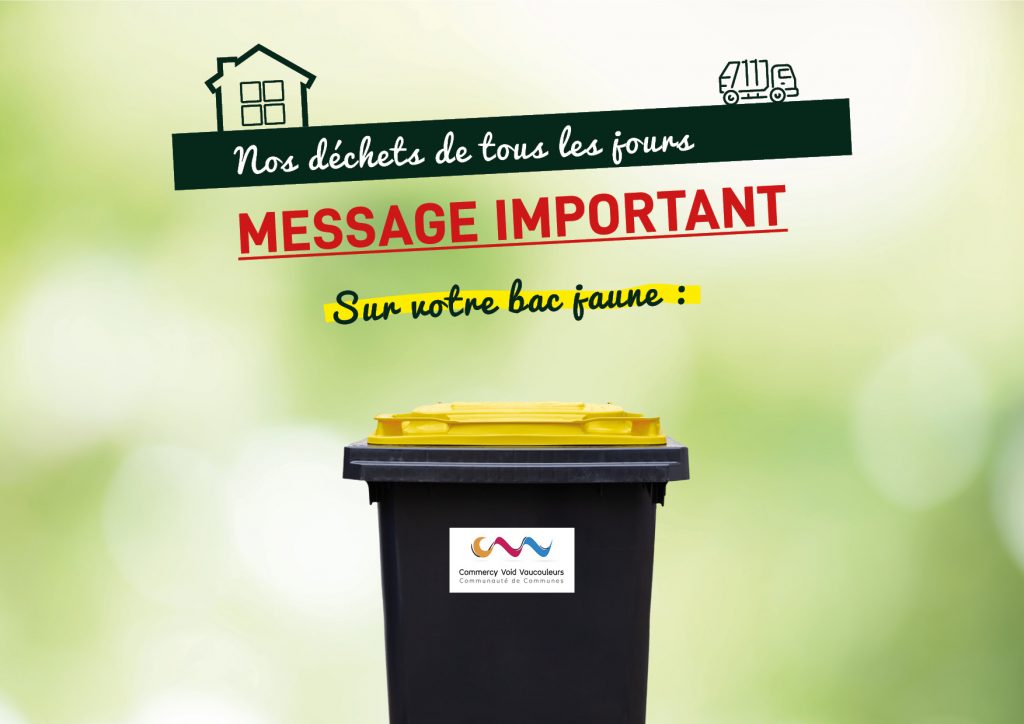 Nos déchets de tous les jours
MESSAGE IMPORTANT
Sur votre bac jaune :
Commercy Void Vaucouleurs
Communauté de Communes